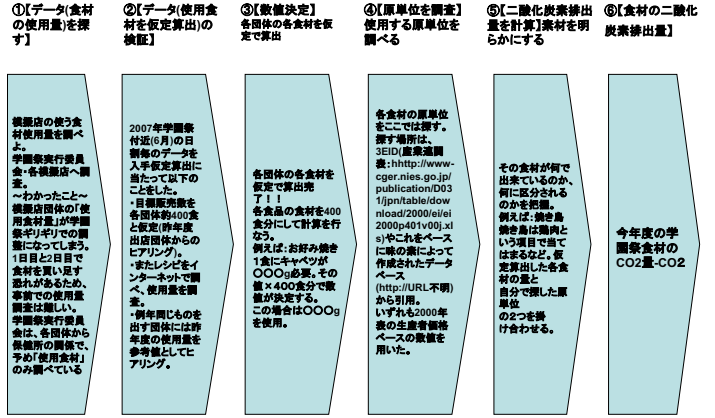 ①【データ(食材
の使用量)を探
す】
②【データ(使用食
材を仮定算出)の
検証】
③【数値決定】
各団体の各食材を仮
定で算出
④【原単位を調査】
使用する原単位を
調べる
⑤【二酸化炭素排出
量を計算】素材を明
らかにする
⑥【食材の二酸化
炭素排出量】
模擬店の使う食
材使用量を調べ
よ。
学園祭実行委員
会・各模擬店へ調
査。
～わかったこと～
模擬店団体の「使
用食材量」が学園
祭ギリギリでの調
整になってしまう。
1日目と2日目で
食材を買い足す
恐れがあるため、
事前での使用量
調査は難しい。
学園祭実行委員
会は、各団体から
保健所の関係で、
予め「使用食材」
のみ調べている
2007年学園祭
付近(6月)の日
割毎のデータを
入手仮定算出に
当たって以下の
ことをした。
・目標販売数を
各団体約400食
と仮定(昨年度
出店団体からの
ヒアリング)。
・またレシピをイ
ンターネットで調
べ、使用量を調
査。
・例年同じものを
出す団体には昨
年度の使用量を
参考値としてヒ
アリング。
各団体の各食材を
仮定で算出完
了！！
各食品の食材を400
食分にして計算を行
なう。
例えば：お好み焼き
1食にキャベツが
〇〇〇g必要。その
値×400食分で数
値が決定する。
この場合は〇〇〇g
を使用。
各食材の原単位
をここでは探す。
探す場所は、
3EID(産業連関
表：hhttp://www-
cger.nies.go.jp/
publication/D03
1/jpn/table/dow
nload/2000/ei/ei
2000p401v00j.xl
s)やこれをベース
に味の素によって
作成されたデータ
ベース
(http://URL不明)
から引用。
いずれも2000年
表の生産者価格
ベースの数値を
用いた。
その食材が何で
出来ているのか、
何に区分される
のかを把握。
例えば：焼き鳥
焼き鳥は鶏肉と
いう項目で当て
はまるなど。仮
定算出した各食
材の量と
自分で探した原
単位
の２つを掛
け合わせる。
今年度の学
園祭食材の
CO2量-CO２